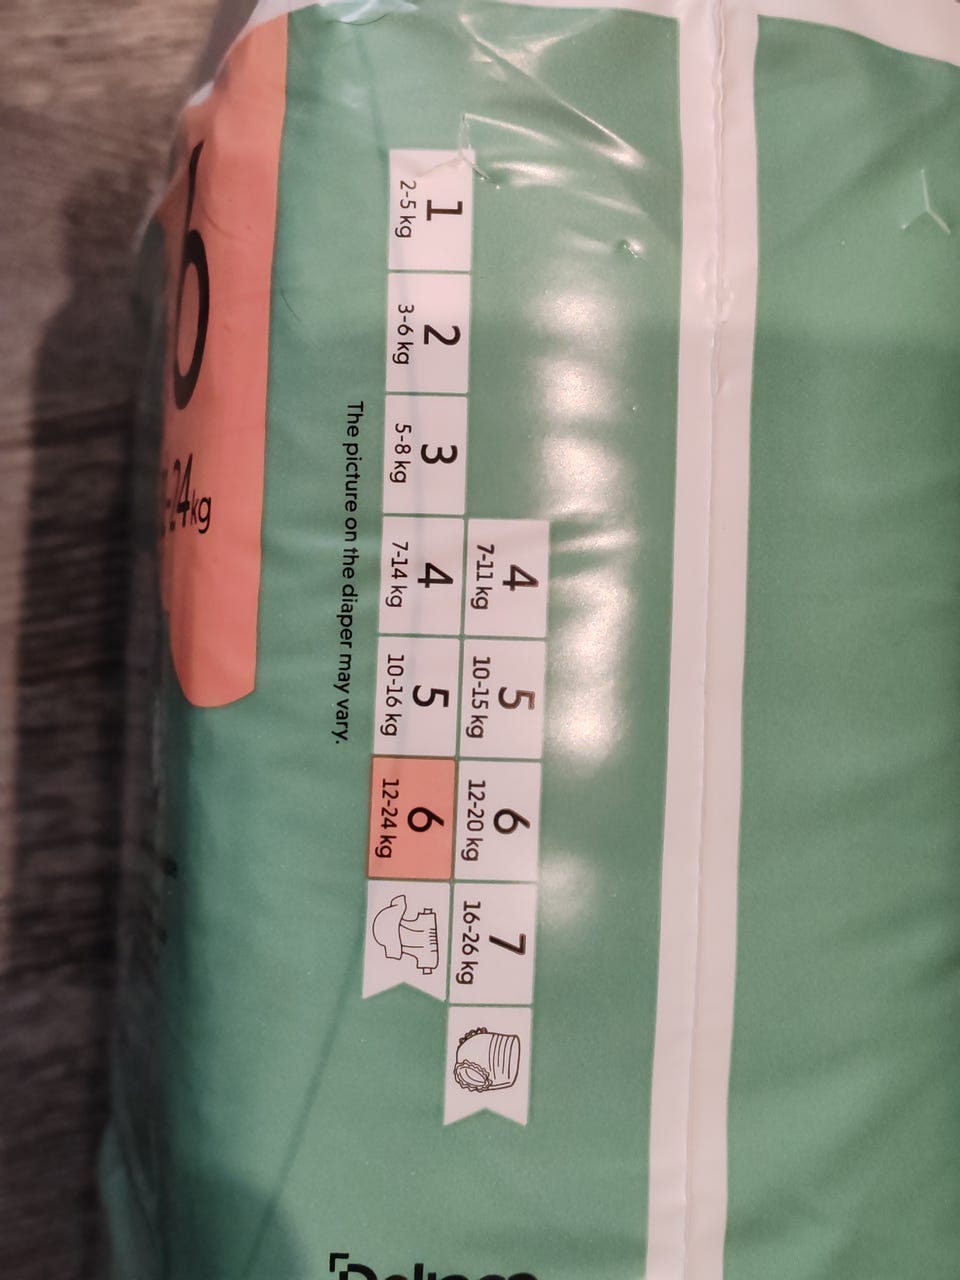 4 5 6 7
7-11 kg 10-15 kg 12-20 kg 16-26 kg
1 2 3 4 5 6
2-5 kg 3-6 kg 5-8 kg 7-14 kg 10-16 kg 12-24 kg
The picture on the diaper may vary.
6 -24kg